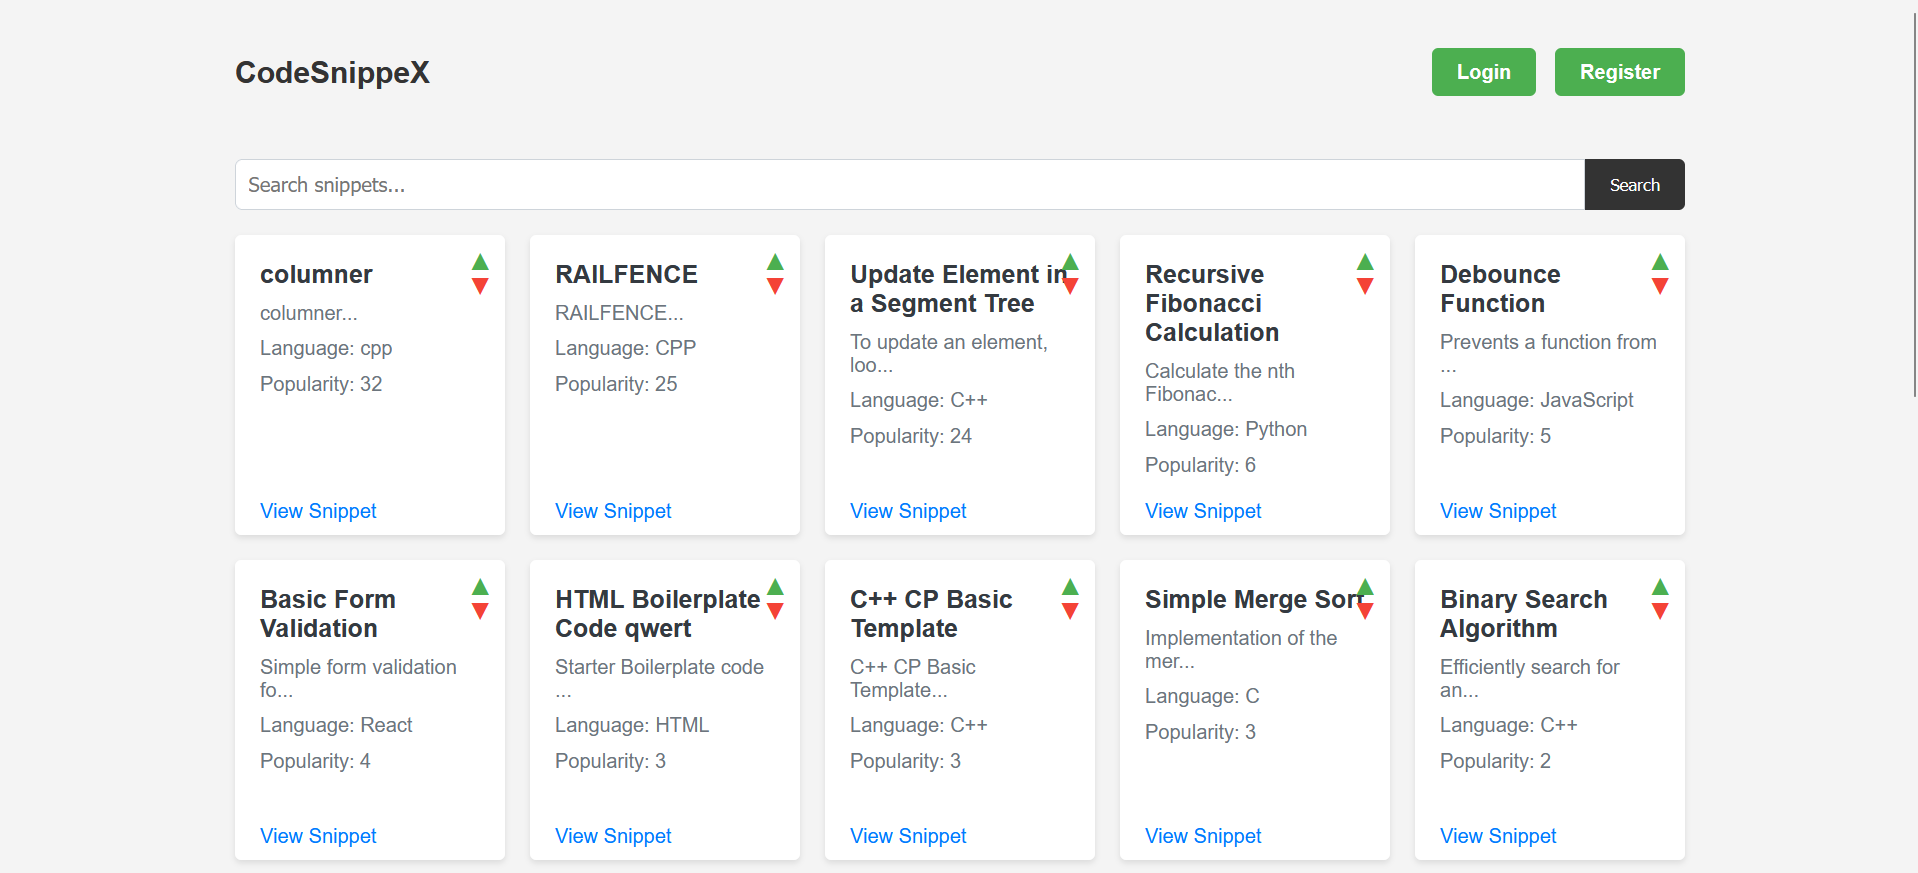 CodeSnippeX
Login
Register
Search snippets...
Search
columner
columner...
Language: cpp
Popularity: 32
View Snippet
RAILFENCE
RAILFENCE...
Language: CPP
Popularity: 25
View Snippet
Update Element in
a Segment Tree
To update an element,
loo...
Language: C++
Popularity: 24
View Snippet
Recursive
Fibonacci
Calculation
Calculate the nth
Fibonac...
Language: Python
Popularity: 6
View Snippet
Debounce
Function
Prevents a function from
...
Language: JavaScript
Popularity: 5
View Snippet
Basic Form
Validation
Simple form validation
fo...
Language: React
Popularity: 4
View Snippet
HTML Boilerplate
Code qwert
Starter Boilerplate code
...
Language: HTML
Popularity: 3
View Snippet
C++ CP Basic
Template
C++ CP Basic
Template...
Language: C++
Popularity: 3
View Snippet
Simple Merge Sort
Implementation of the
mer...
Language: C
Popularity: 3
View Snippet
Binary Search
Algorithm
Efficiently search for
an...
Language: C++
Popularity: 2
View Snippet